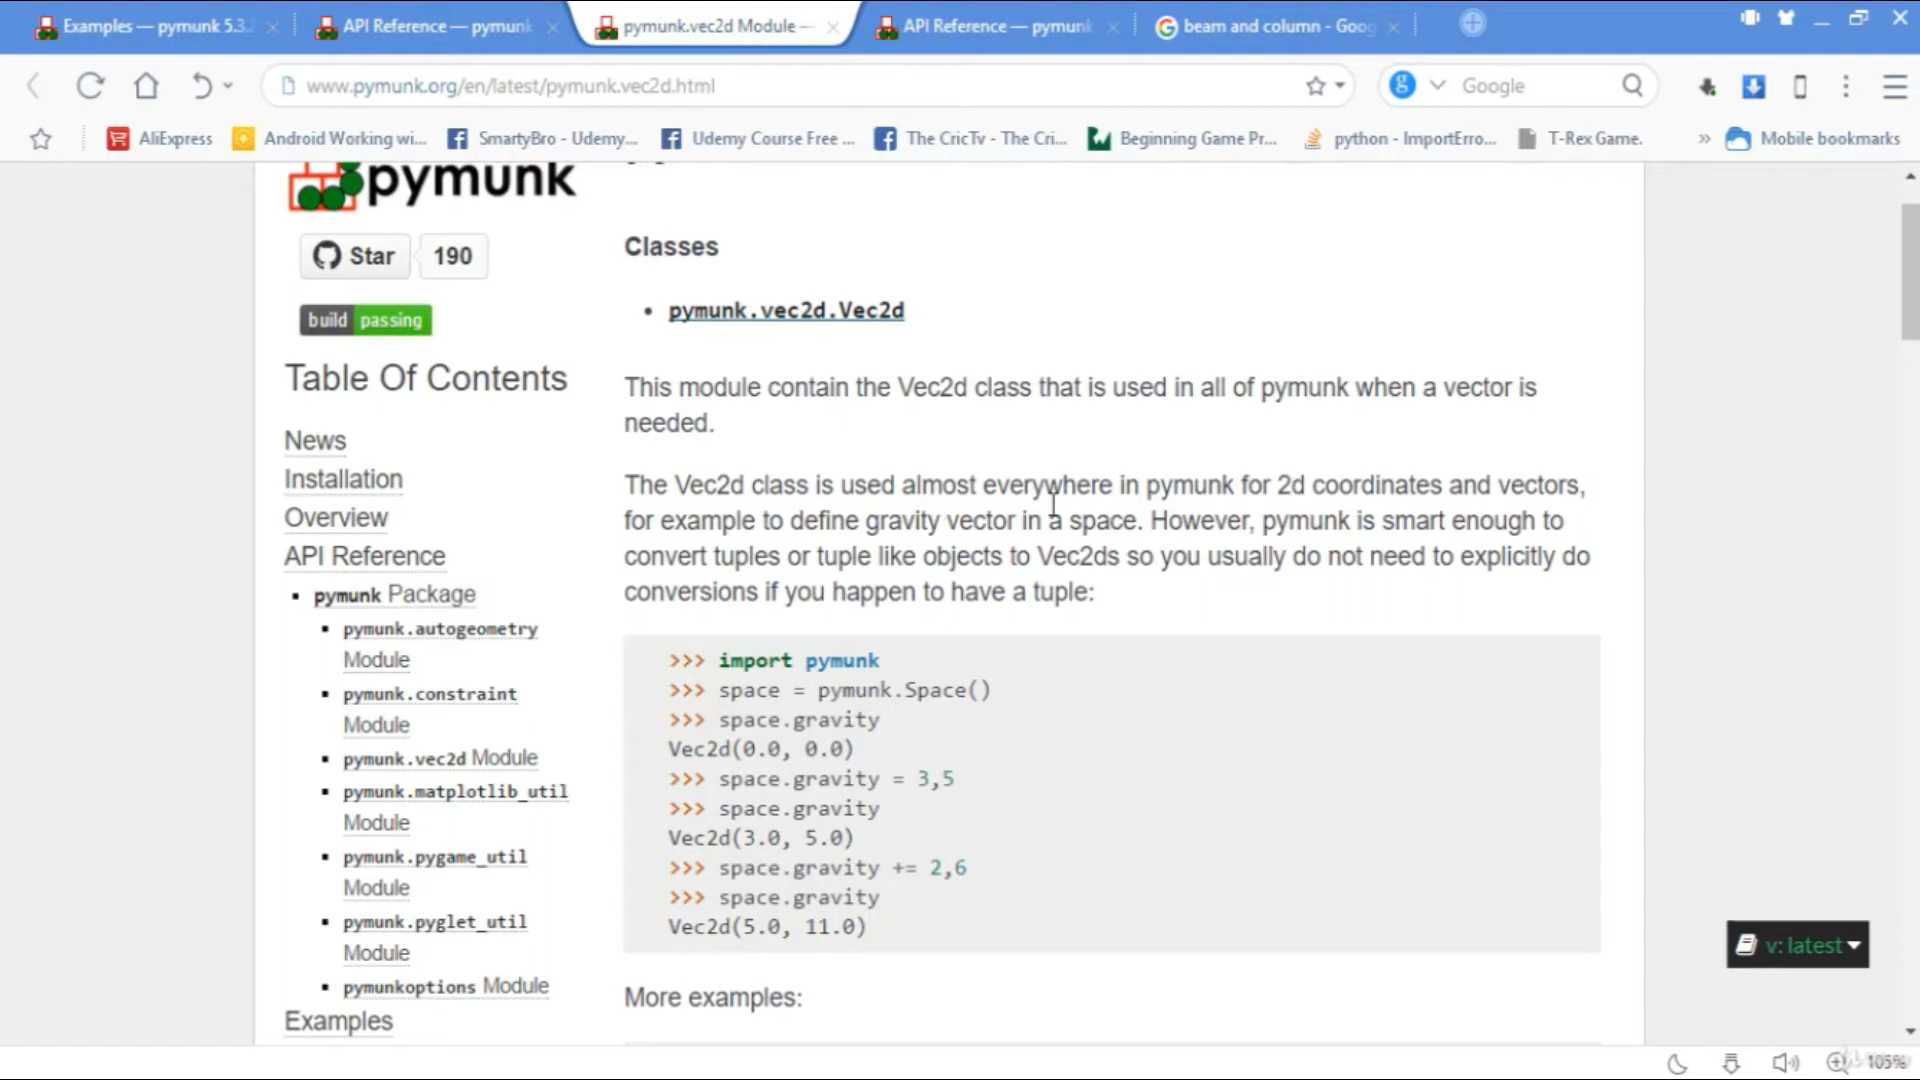 Examples — pymunk 5.3.
API Reference — pymunk
pymunk.vec2d Module —
API Reference — pymunk
beam and column - Goog
www.pymunk.org/en/latest/pymunk.vec2d.html
Google
AliExpress
Android Working wi...
SmartyBro - Udemy...
Udemy Course Free ...
The CricTv - The Cri...
Beginning Game Pr...
python - ImportErro...
T-Rex Game.
Mobile bookmarks
pymunk
Star 190
build passing
Table Of Contents
News
Installation
Overview
API Reference
pymunk Package
pymunk.autogeometry
Module
pymunk.constraint
Module
pymunk.vec2d Module
pymunk.matplotlib_util
Module
pymunk.pygame_util
Module
pymunk.pyglet_util
Module
pymunkoptions Module
Examples
Classes
• pymunk.vec2d.Vec2d
This module contain the Vec2d class that is used in all of pymunk when a vector is
needed.
The Vec2d class is used almost everywhere in pymunk for 2d coordinates and vectors,
for example to define gravity vector in a space. However, pymunk is smart enough to
convert tuples or tuple like objects to Vec2ds so you usually do not need to explicitly do
conversions if you happen to have a tuple:
>>> import pymunk
>>> space = pymunk.Space()
>>> space.gravity
Vec2d(0.0, 0.0)
>>> space.gravity = 3,5
>>> space.gravity
Vec2d(3.0, 5.0)
>>> space.gravity += 2,6
>>> space.gravity
Vec2d(5.0, 11.0)
More examples:
v: latest
105%